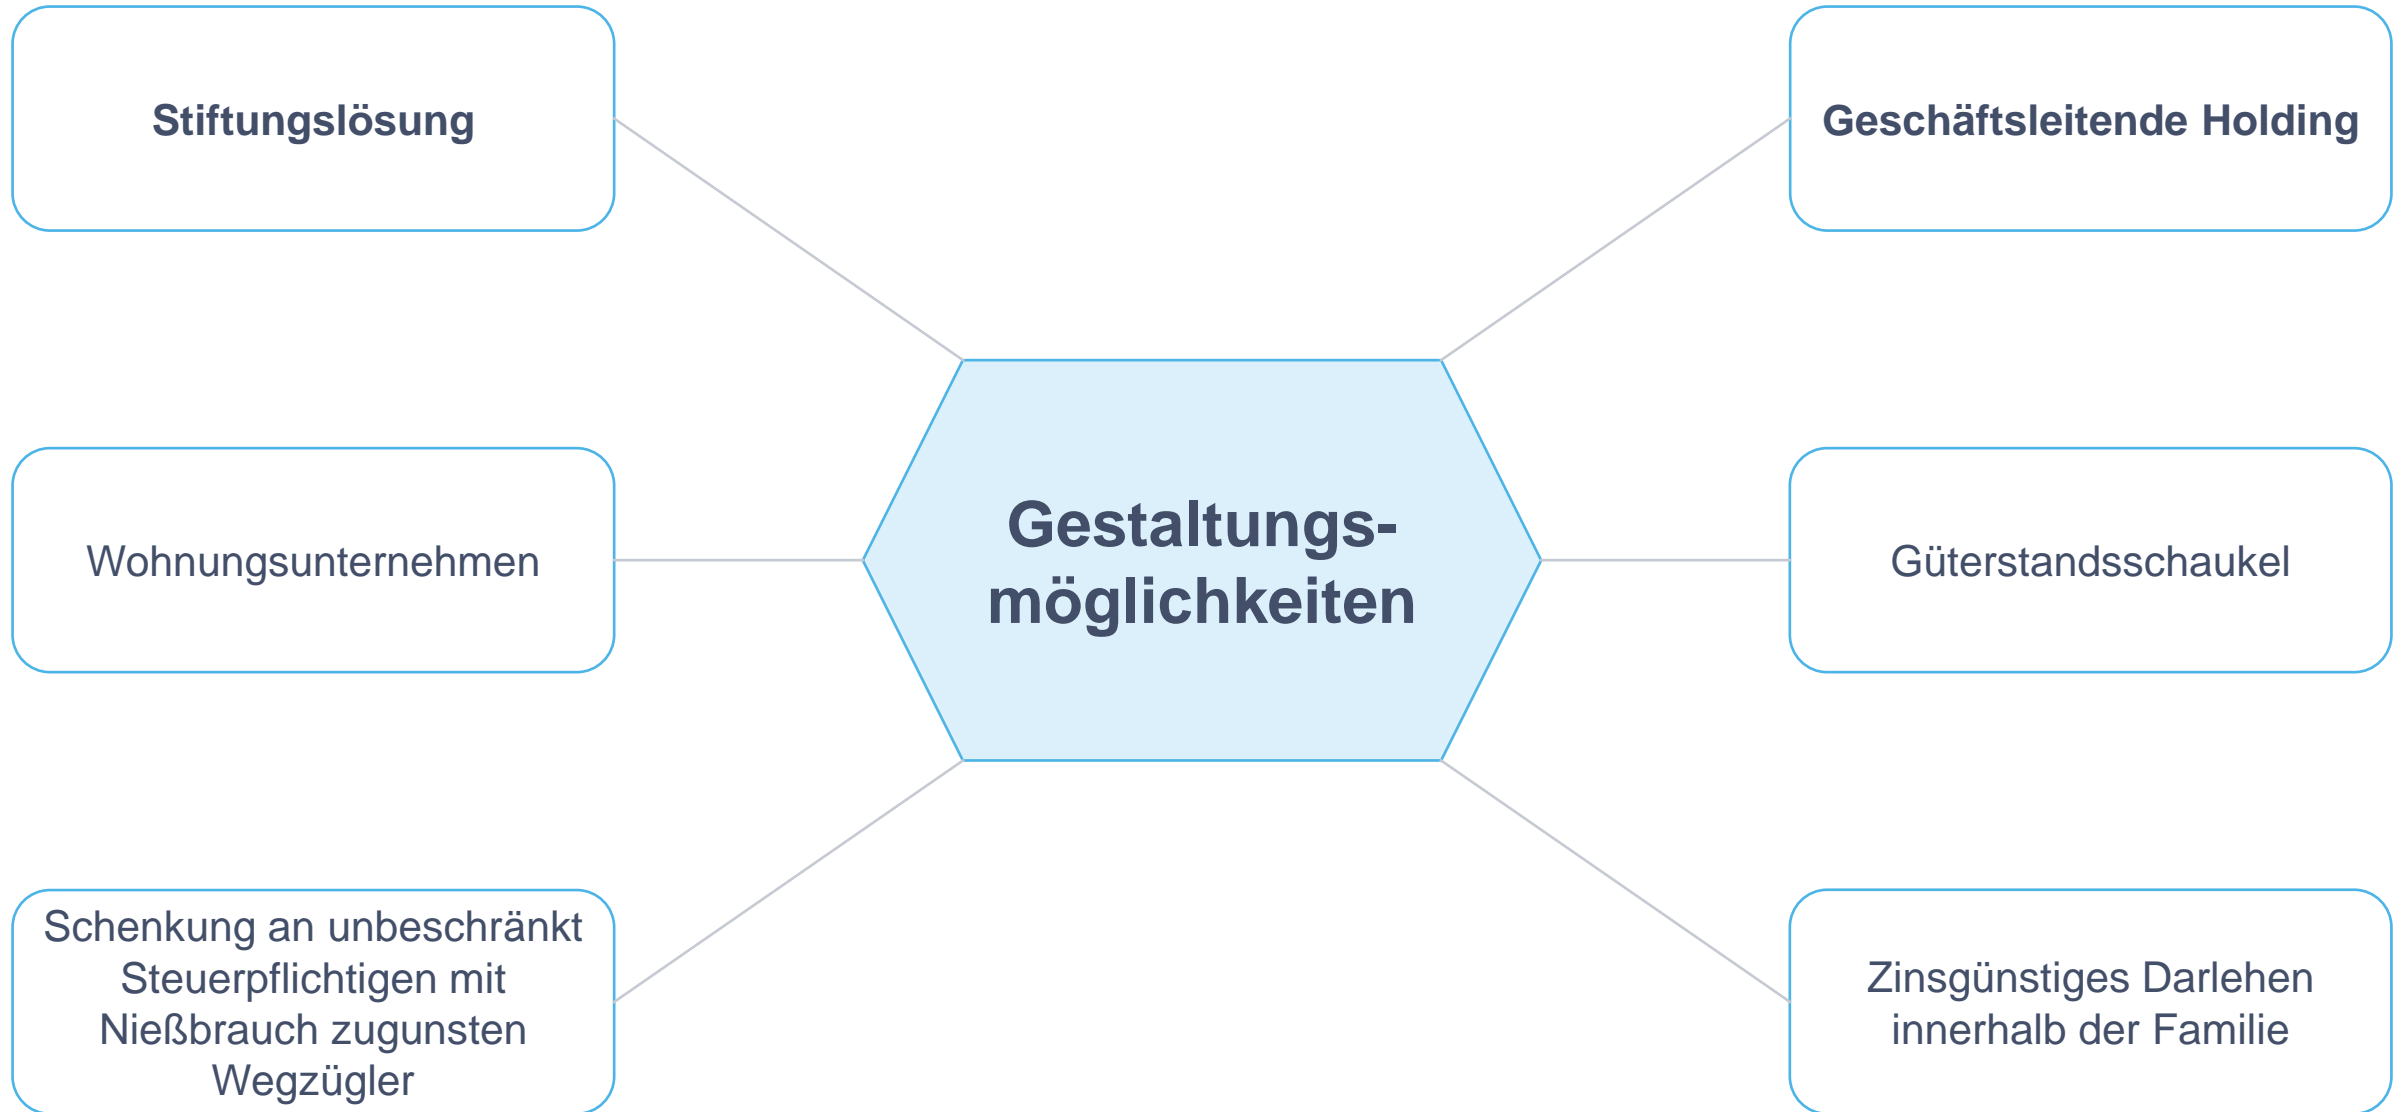 Stiftungslösung
Geschäftsleitende Holding
Gestaltungs-
möglichkeiten
Wohnungsunternehmen
Güterstandsschaukel
Schenkung an unbeschränkt
Steuerpflichtigen mit
Nießbrauch zugunsten
Wegzügler
Zinsgünstiges Darlehen
innerhalb der Familie